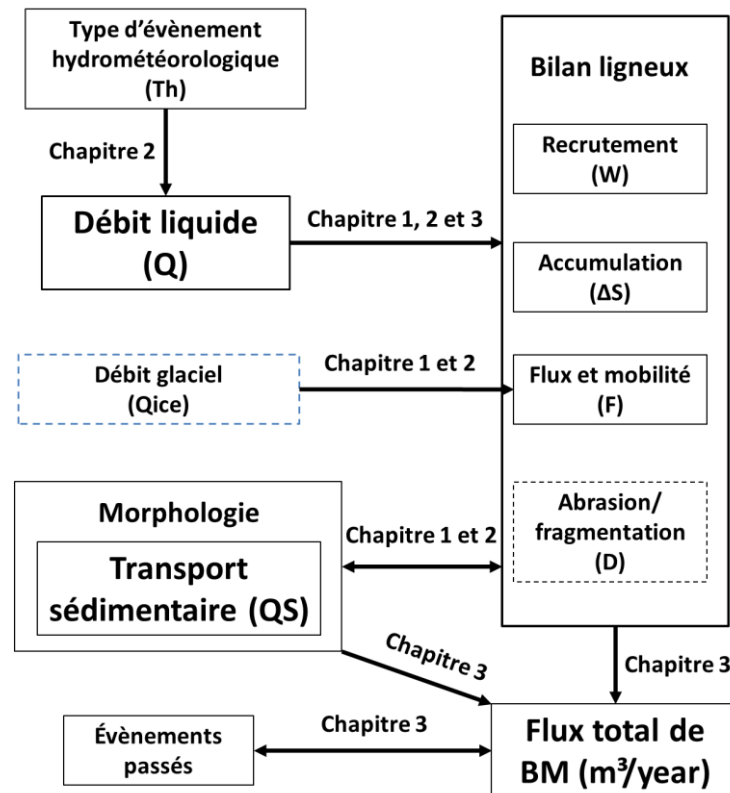 Type d'évènement
hydrométéorologique
(Th)
Chapitre 2
Débit liquide
(Q)
Chapitre 1, 2 et 3
Bilan ligneux
Recrutement
(W)
Accumulation
(ΔS)
Débit glaciel
(Qice)
Chapitre 1 et 2
Flux et mobilité
(F)
Abrasion/
fragmentation
(D)
Morphologie
Transport
sédimentaire (QS)
Chapitre 1 et 2
Chapitre 3
Chapitre 3
Évènements
passés
Chapitre 3
Flux total de
BM (m³/year)